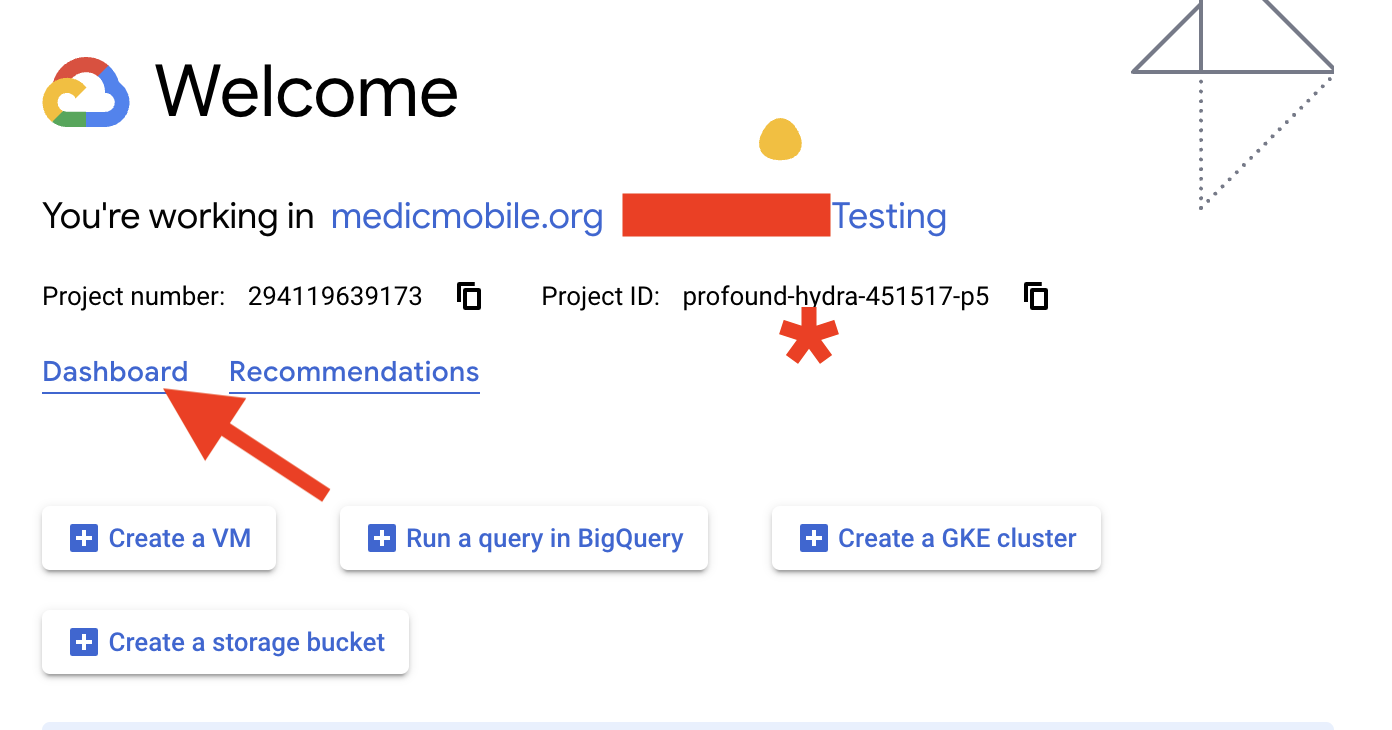 Welcome
You're working in medicmobile.org Testing
Project number: 294119639173 Project ID: profound-hydra-451517-p5
Dashboard Recommendations
Create a VM Run a query in BigQuery Create a GKE cluster
Create a storage bucket